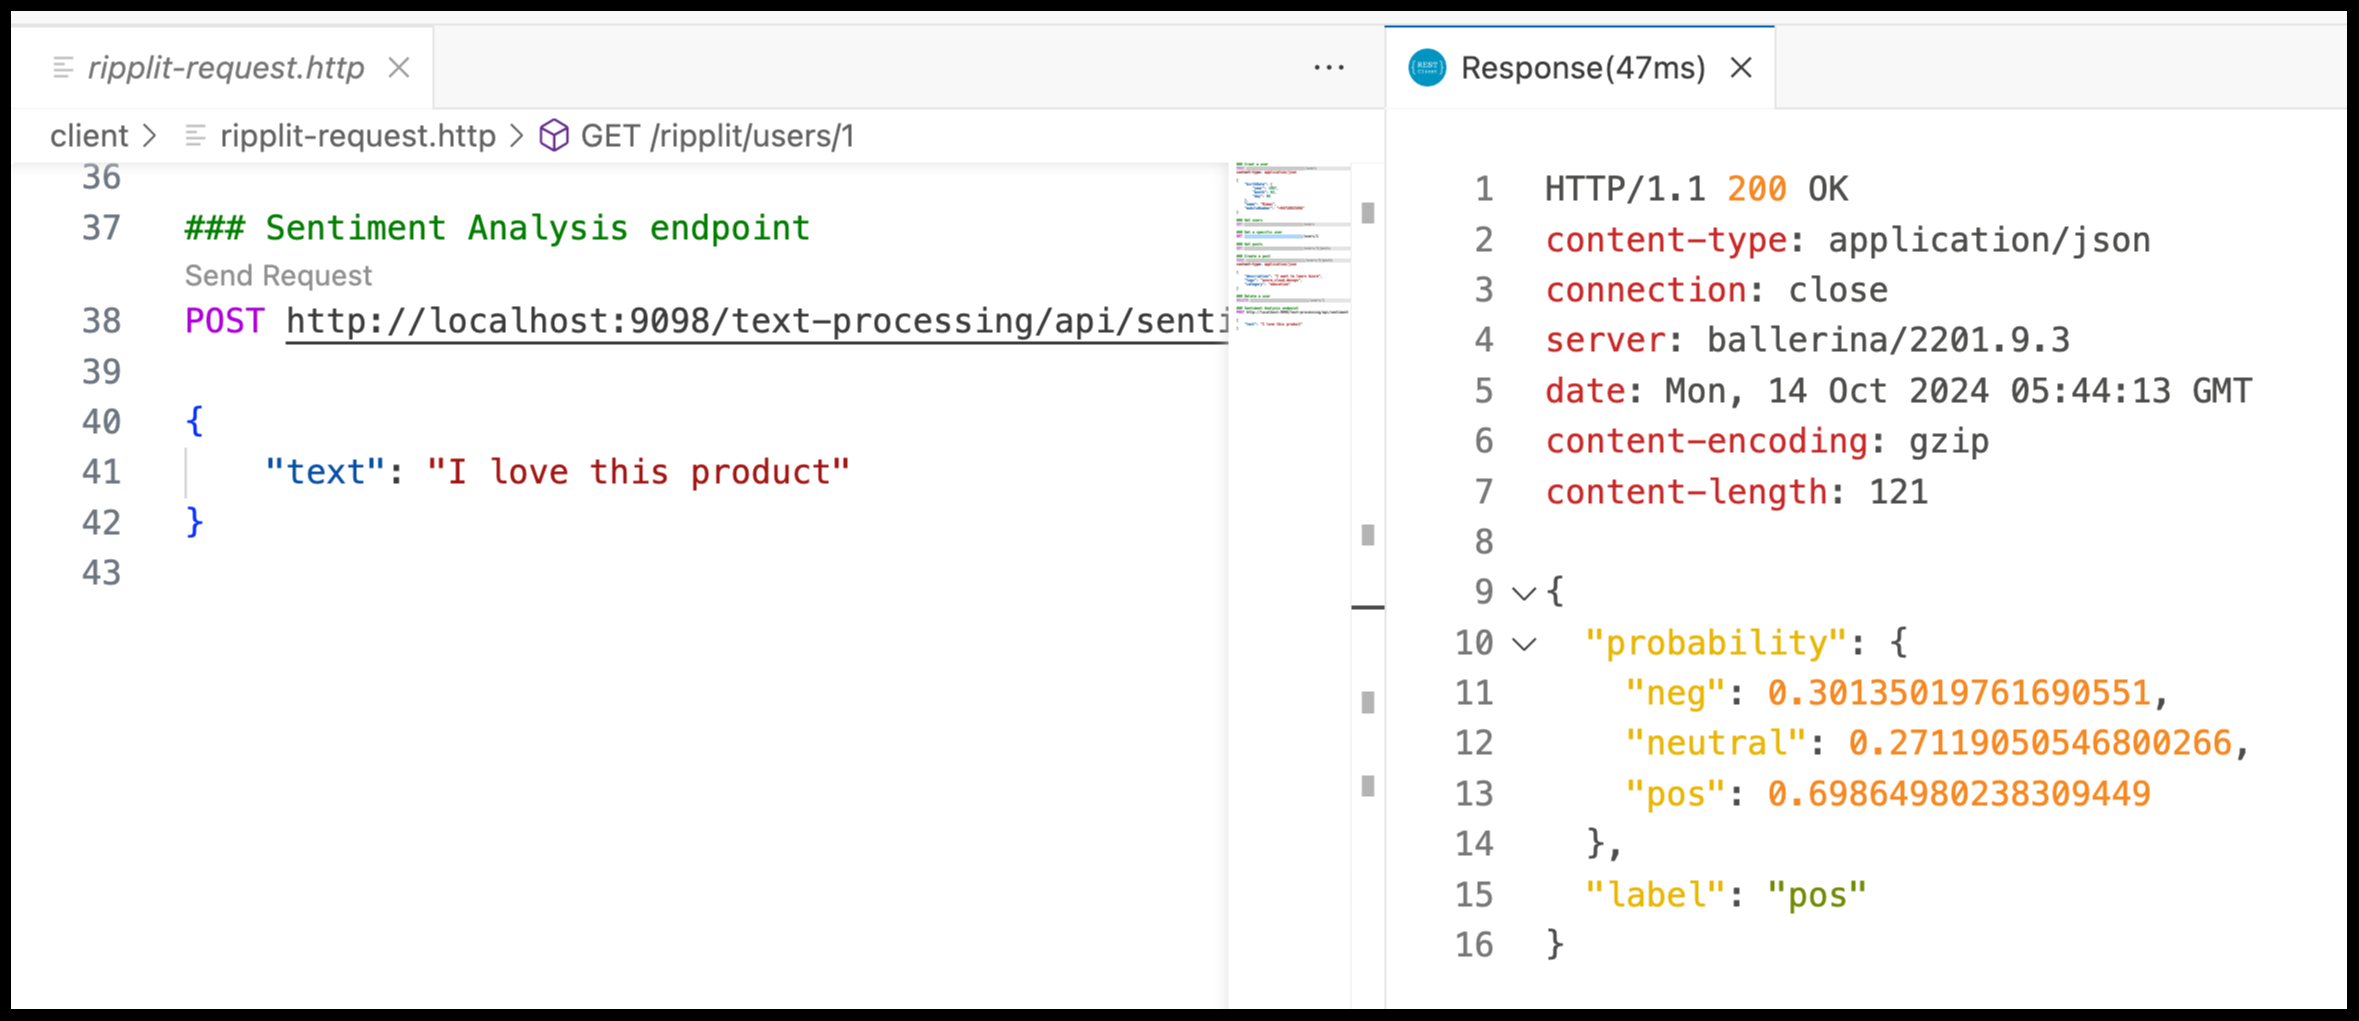 ripplit-request.http
Response(47ms)
client > ripplit-request.http > GET /ripplit/users/1
36
37 ### Sentiment Analysis endpoint
Send Request
38 POST http://localhost:9098/text-processing/api/senti
39
40 {
41 "text": "I love this product"
42 }
43
1 HTTP/1.1 200 OK
2 content-type: application/json
3 connection: close
4 server: ballerina/2201.9.3
5 date: Mon, 14 Oct 2024 05:44:13 GMT
6 content-encoding: gzip
7 content-length: 121
8
9 {
10 "probability": {
11 "neg": 0.30135019761690551,
12 "neutral": 0.27119050546800266,
13 "pos": 0.69864980238309449
14 },
15 "label": "pos"
16 }